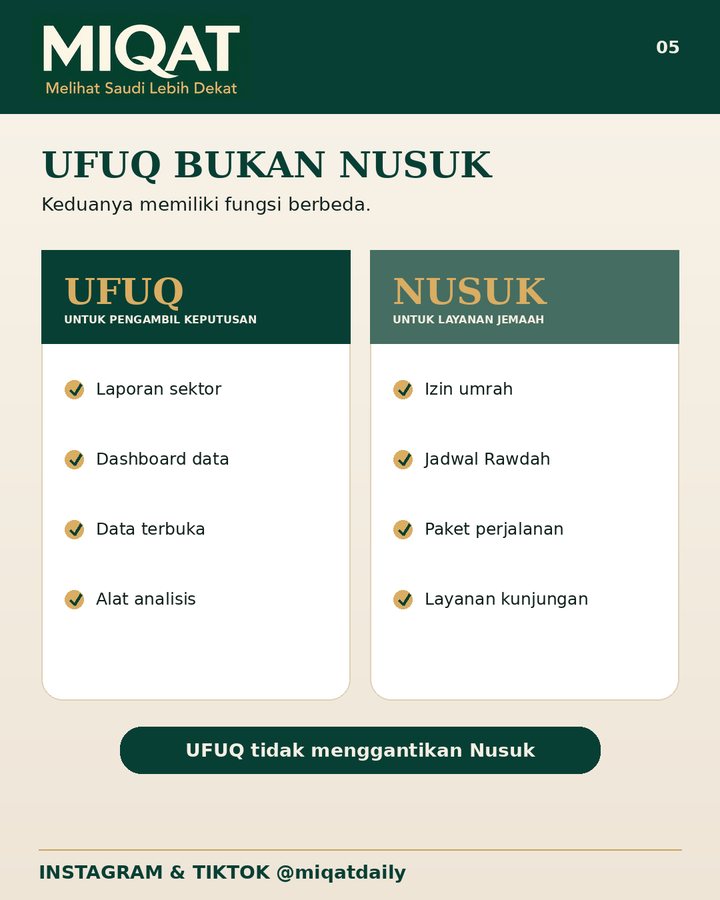 MIQAT
Melihat Saudi Lebih Dekat
05
UFUQ BUKAN NUSUK
Keduanya memiliki fungsi berbeda.
UFUQ
UNTUK PENGAMBIL KEPUTUSAN
Laporan sektor
Dashboard data
Data terbuka
Alat analisis
NUSUK
UNTUK LAYANAN JEMAAH
Izin umrah
Jadwal Rawdah
Paket perjalanan
Layanan kunjungan
UFUQ tidak menggantikan Nusuk
INSTAGRAM & TIKTOK @miqatdaily